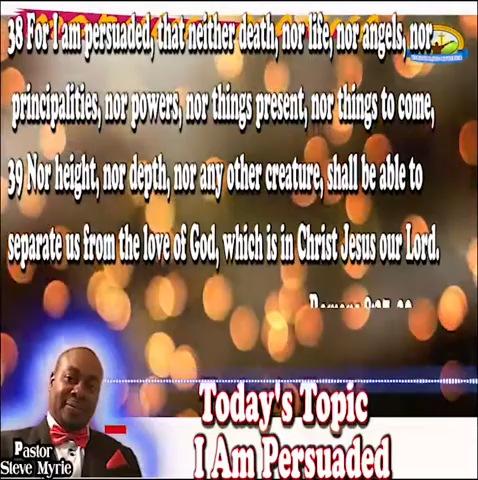 38 For I am persuaded, that neither death, nor life, nor angels, nor
principalities, nor powers, nor things present, nor things to come,
39 Nor height, nor depth, nor any other creature, shall be able to
separate us from the love of God, which is in Christ Jesus our Lord.
Today's Topic
I Am Persuaded
Pastor
Steve Myrie